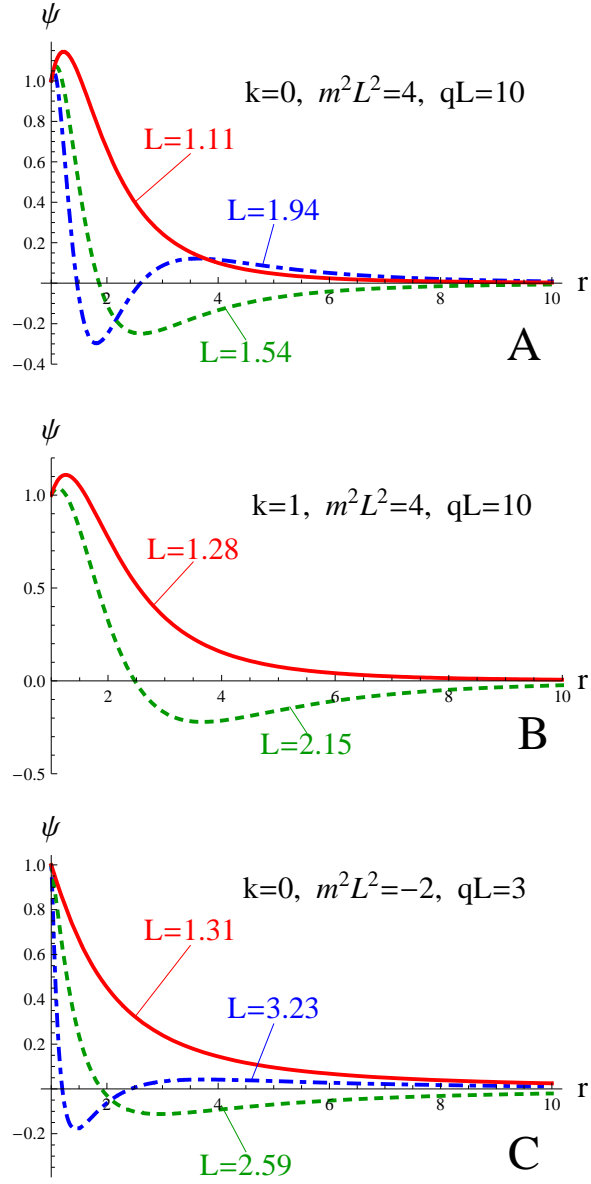 ψ
1.0
0.8
0.6
0.4
0.2
−0.2
−0.4
2 4 6 8 10 r
k=0, m²L²=4, qL=10
L=1.11
L=1.94
L=1.54
A
ψ
1.0
0.5
0.0
−0.5
2 4 6 8 10 r
k=1, m²L²=4, qL=10
L=1.28
L=2.15
B
ψ
1.0
0.8
0.6
0.4
0.2
−0.2
2 4 6 8 10 r
k=0, m²L²=−2, qL=3
L=1.31
L=3.23
L=2.59
C